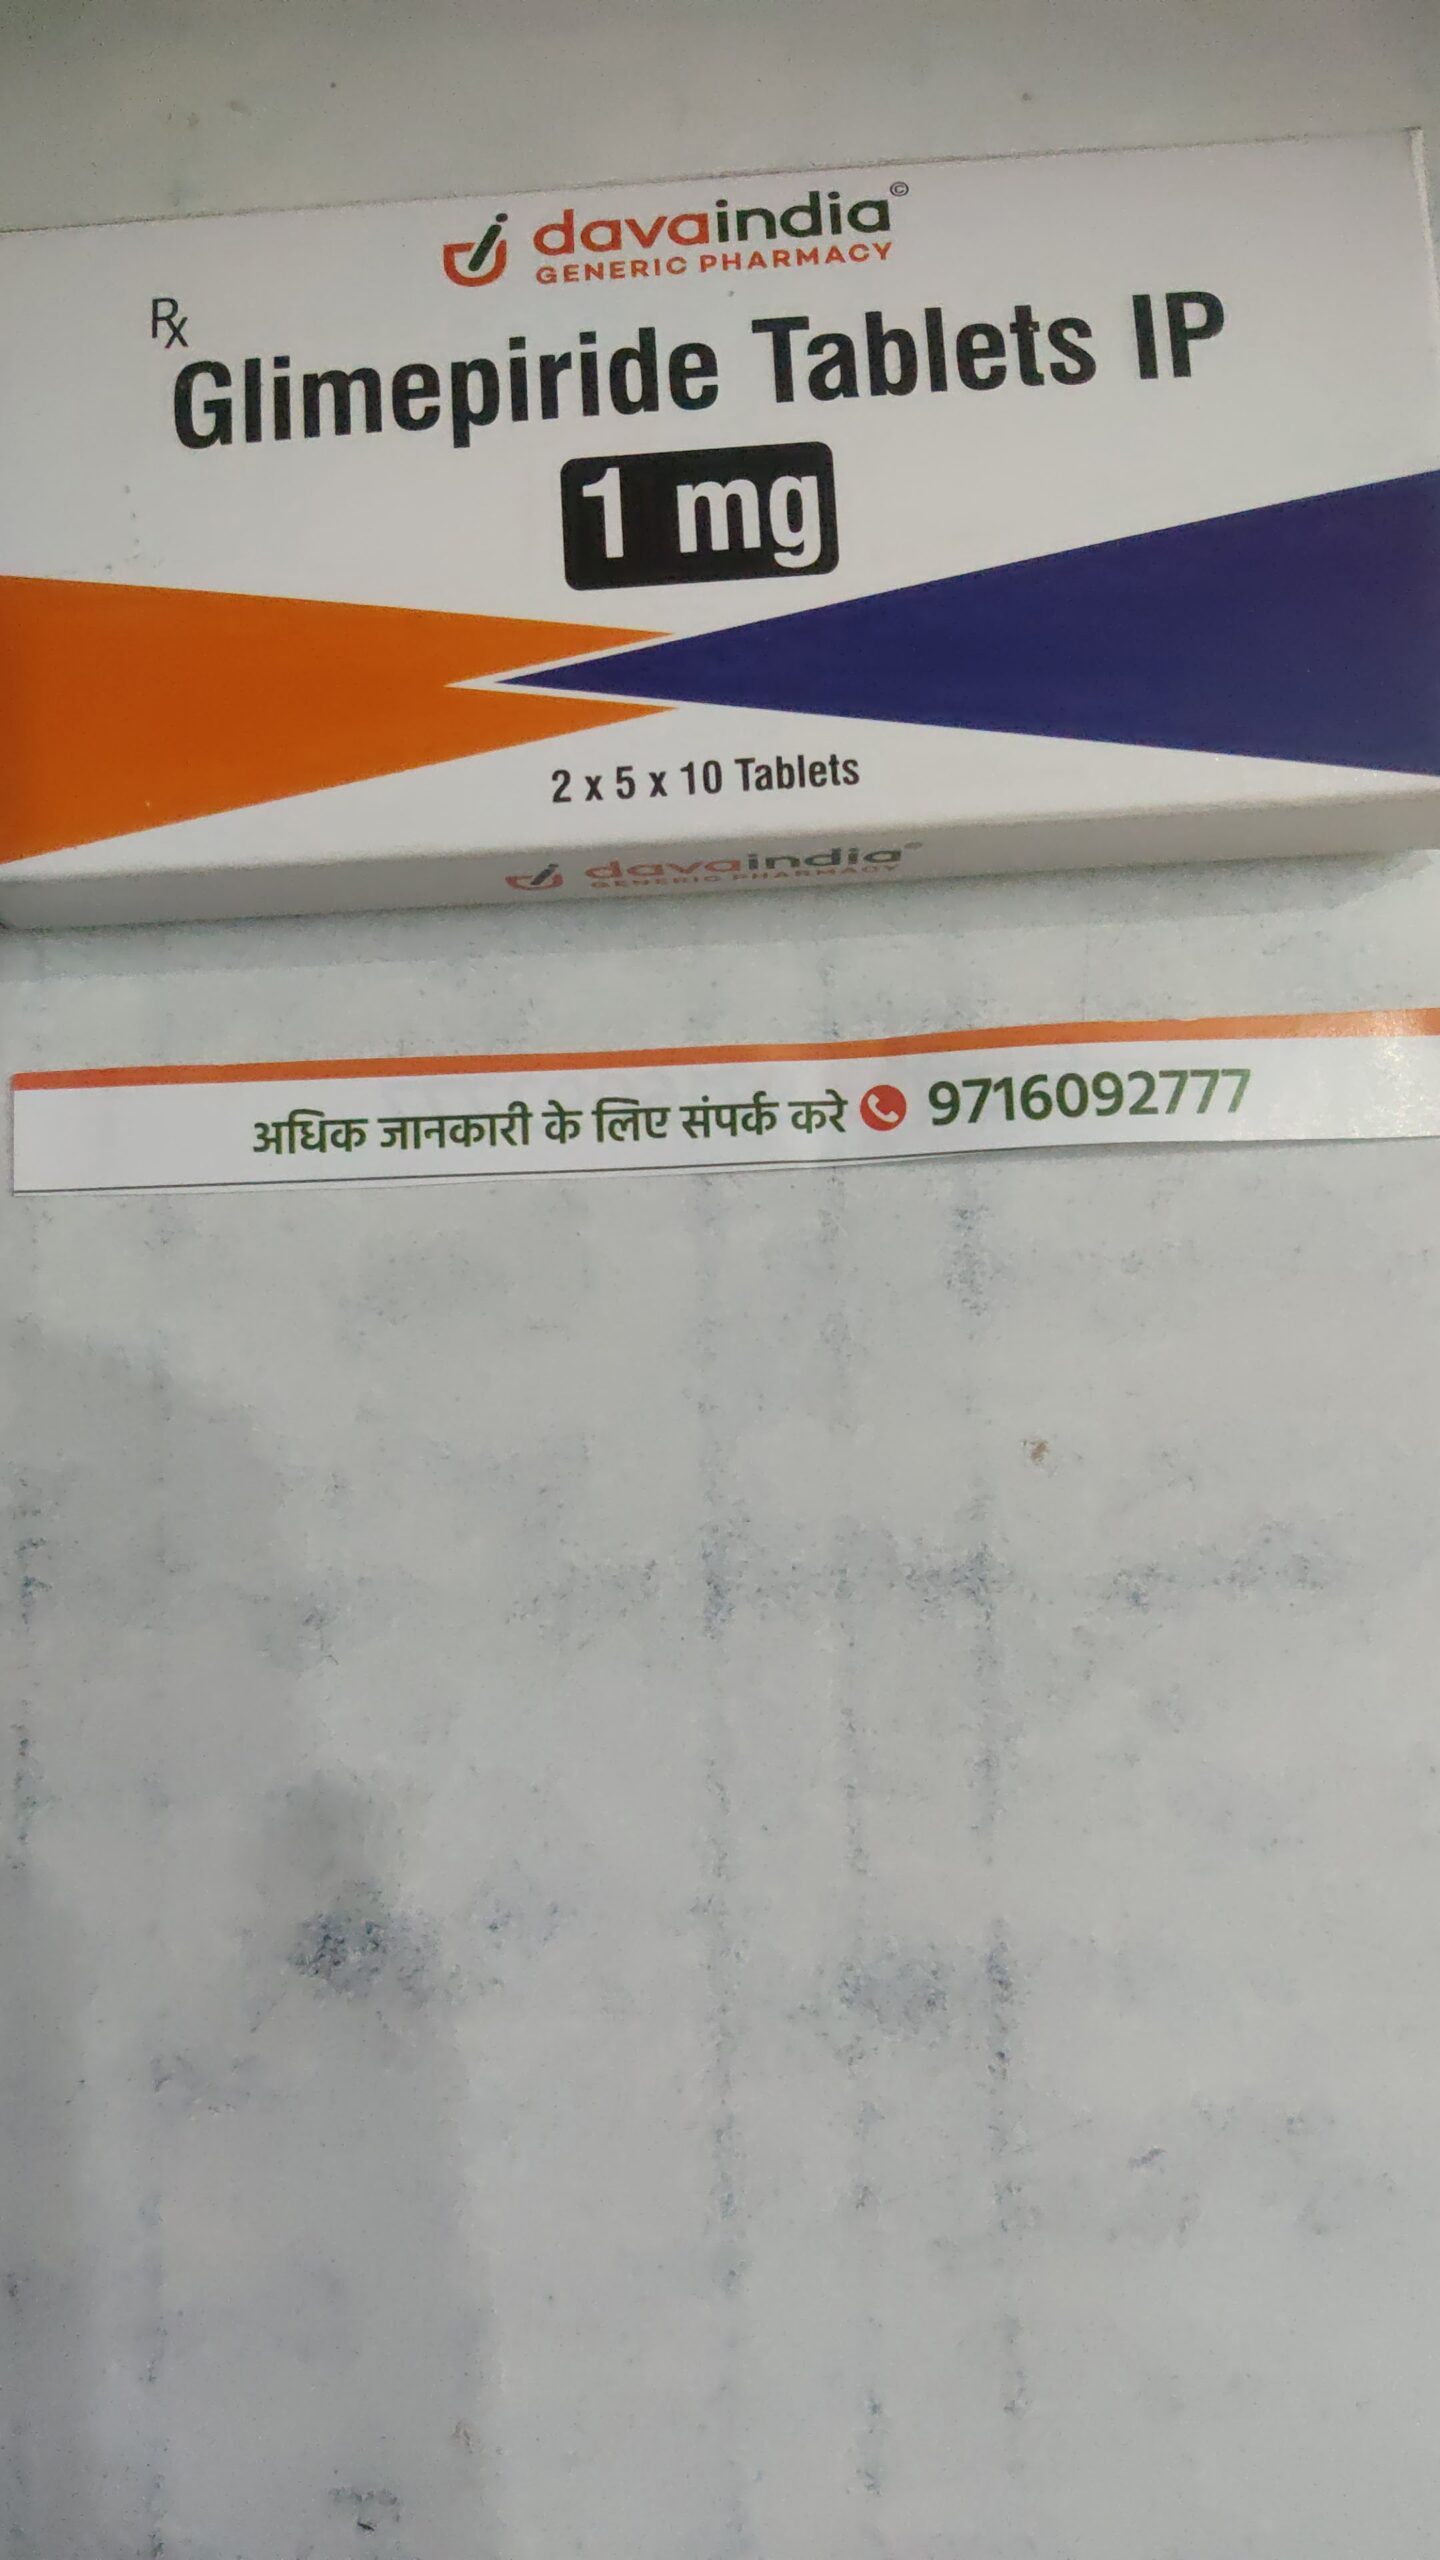 davaindia©
GENERIC PHARMACY
Rx
Glimepiride Tablets IP
1 mg
2 x 5 x 10 Tablets
davaindia
GENERIC PHARMACY
अधिक जानकारी के लिए संपर्क करे 9716092777